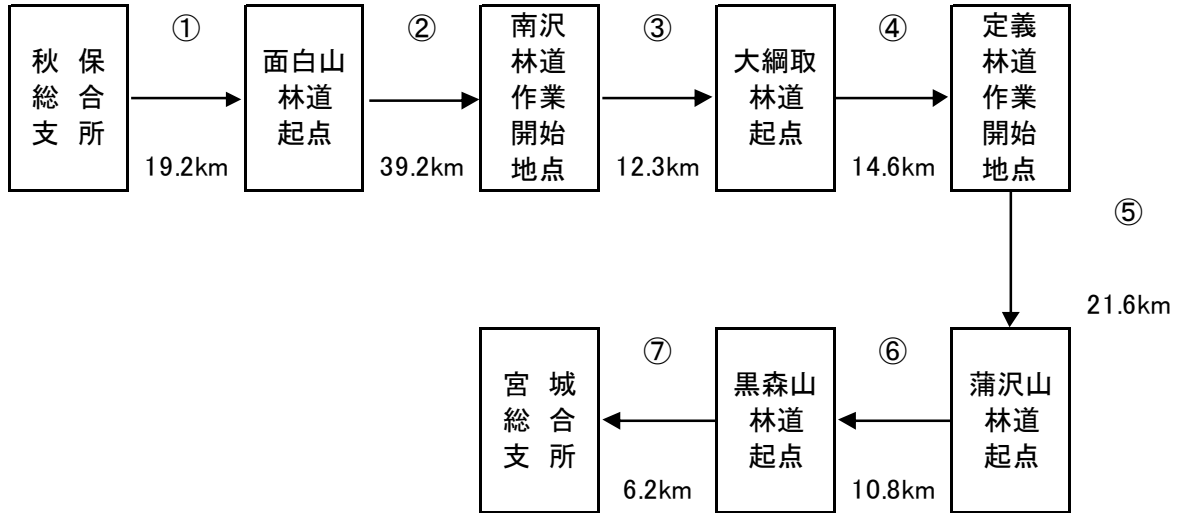 秋 保
総 合
支 所
①
19.2km
面白山
林道
起点
②
39.2km
南沢
林道
作業
開始
地点
③
12.3km
大綱取
林道
起点
④
14.6km
定義
林道
作業
開始
地点
⑤
21.6km
蒲沢山
林道
起点
⑥
10.8km
黒森山
林道
起点
⑦
6.2km
宮 城
総 合
支 所